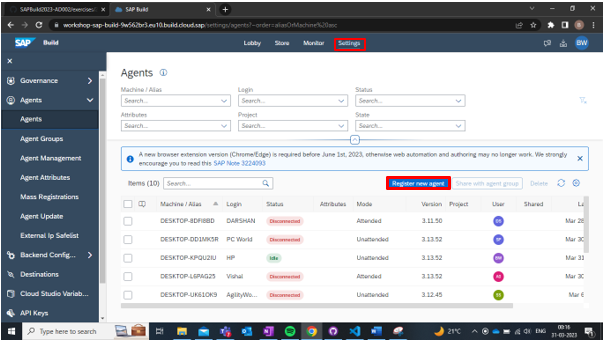 SAPBuild2023-AD002/exercises
SAP Build
workshop-sap-build-9w562br3.eu10.build.cloud.sap/settings/agents?~order=aliasOrMachine%20asc
SAP Build
Lobby Store Monitor Settings
BW
Governance
Agents
Agents
Agent Groups
Agent Management
Agent Attributes
Mass Registrations
Agent Update
External Ip Safelist
Backend Config...
Destinations
Cloud Studio Variab...
API Keys
Agents
Machine / Alias Login Status
Search... Search... Search...
Attributes Project State
Search... Search... Search...
A new browser extension version (Chrome/Edge) is required before June 1st, 2023, otherwise web automation and authoring may no longer work. We strongly
encourage you to read this SAP Note 3224093
Items (10) Search... Register new agent Share with agent group Delete
Machine / Alias Login Status Attributes Mode Version Project User Shared La
DESKTOP-8DFI8BD DARSHAN Disconnected Attended 3.11.50 Mar 28
DESKTOP-DD1MK5R PC World Disconnected Unattended 3.13.52 Mar 30
DESKTOP-KPQU2IU HP Idle Unattended 3.13.52 BW Mar 31
DESKTOP-L6PAG25 Vishal Disconnected Attended 3.13.52 Mar 30
DESKTOP-UK61OK9 AgilityWo... Disconnected Unattended 3.12.45 Mar 6
Type here to search
21°C ENG 00:16
31-03-2023